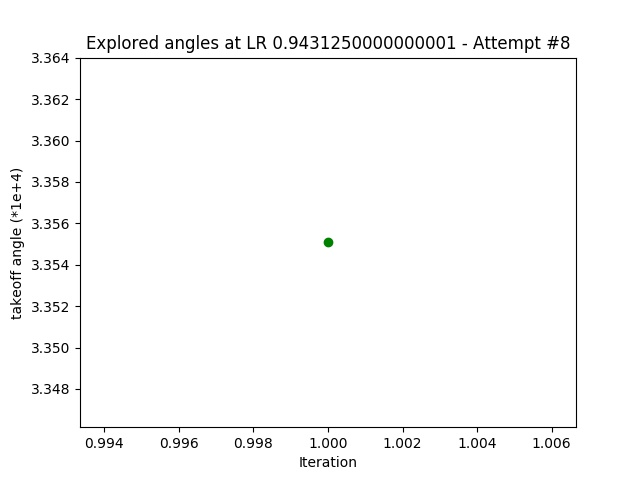 Explored angles at LR 0.9431250000000001 - Attempt #8
3.364
3.362
3.360
3.358
3.356
3.354
3.352
3.350
3.348
takeoff angle (*1e+4)
0.994 0.996 0.998 1.000 1.002 1.004 1.006
Iteration